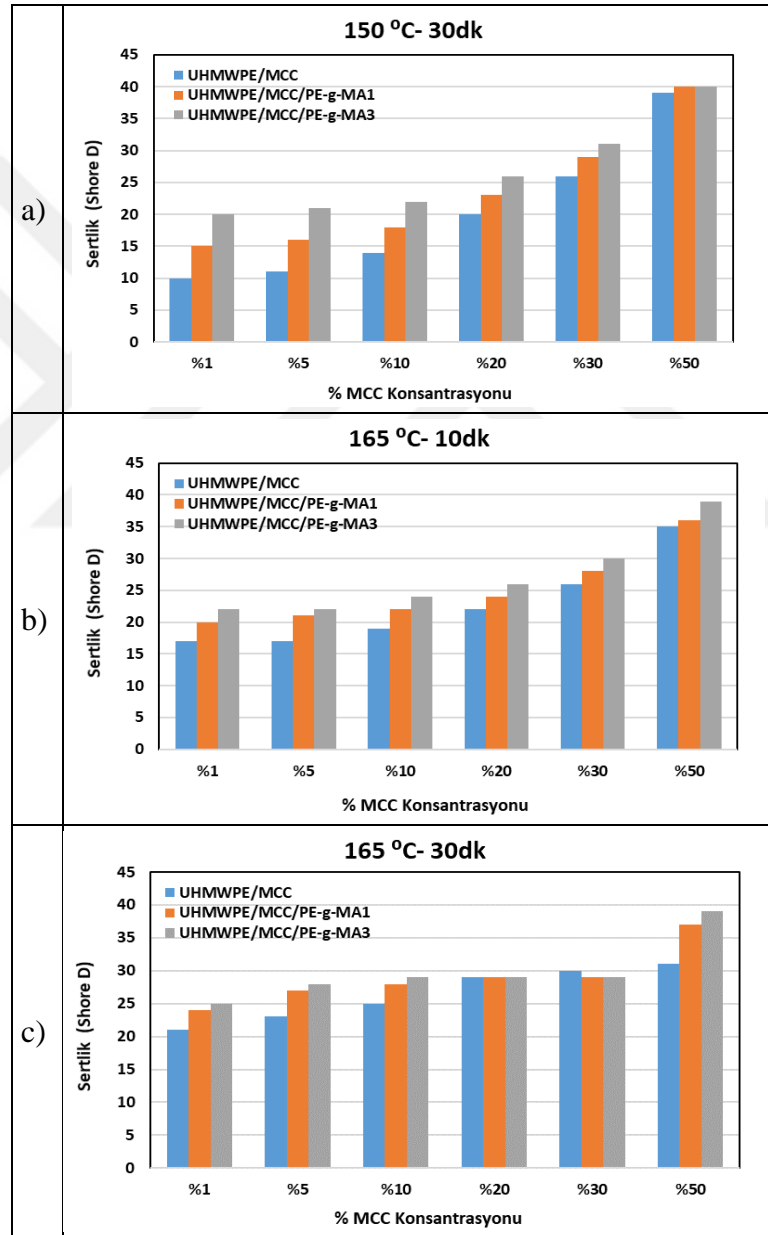 a)
150 ⁰C- 30dk
UHMWPE/MCC
UHMWPE/MCC/PE-g-MA1
UHMWPE/MCC/PE-g-MA3
Sertlik (Shore D)
45
40
35
30
25
20
15
10
5
0
%1 %5 %10 %20 %30 %50
% MCC Konsantrasyonu
b)
165 ⁰C- 10dk
UHMWPE/MCC
UHMWPE/MCC/PE-g-MA1
UHMWPE/MCC/PE-g-MA3
Sertlik (Shore D)
45
40
35
30
25
20
15
10
5
0
%1 %5 %10 %20 %30 %50
% MCC Konsantrasyonu
c)
165 ⁰C- 30dk
UHMWPE/MCC
UHMWPE/MCC/PE-g-MA1
UHMWPE/MCC/PE-g-MA3
Sertlik (Shore D)
45
40
35
30
25
20
15
10
5
0
%1 %5 %10 %20 %30 %50
% MCC Konsantrasyonu